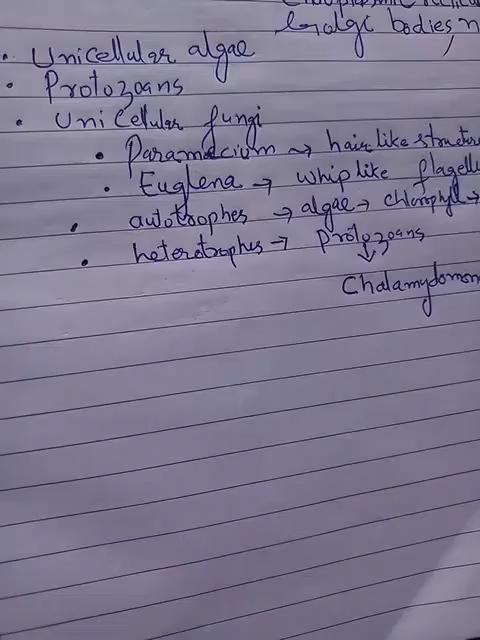 Golgi bodies, n
• Unicellular algae
• Protozoans
• UniCellular fungi
• Paramecium → hair like structure
• Euglena → whip like flagell
• autotrophes → algae → chlorophyll →
• heterotrophes → Protozoans
↓
Chalamydomon